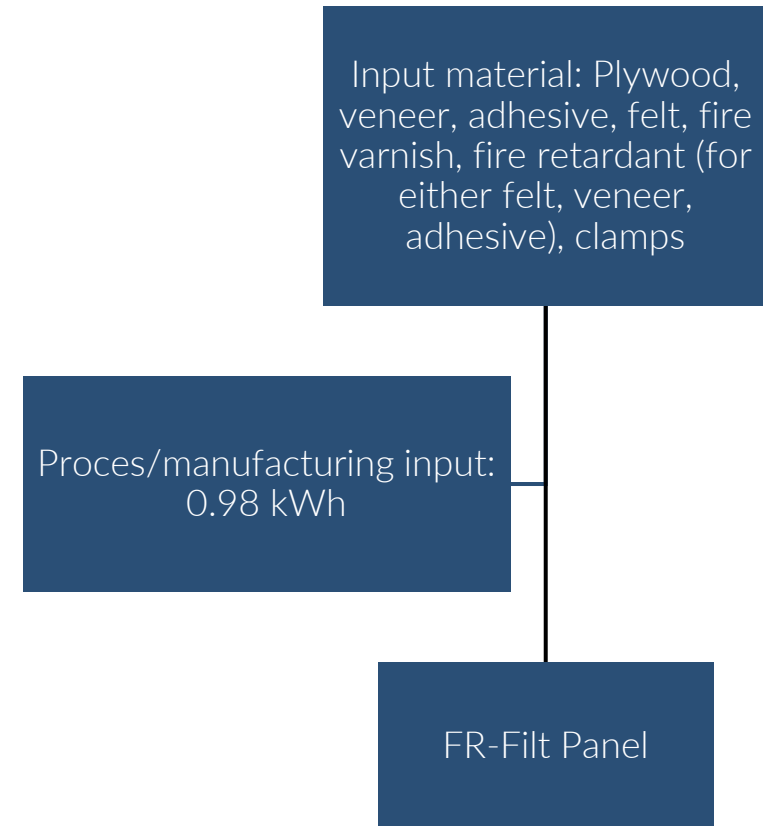 Input material: Plywood,
veneer, adhesive, felt, fire
varnish, fire retardant (for
either felt, veneer,
adhesive), clamps
Proces/manufacturing input:
0.98 kWh
FR-Filt Panel